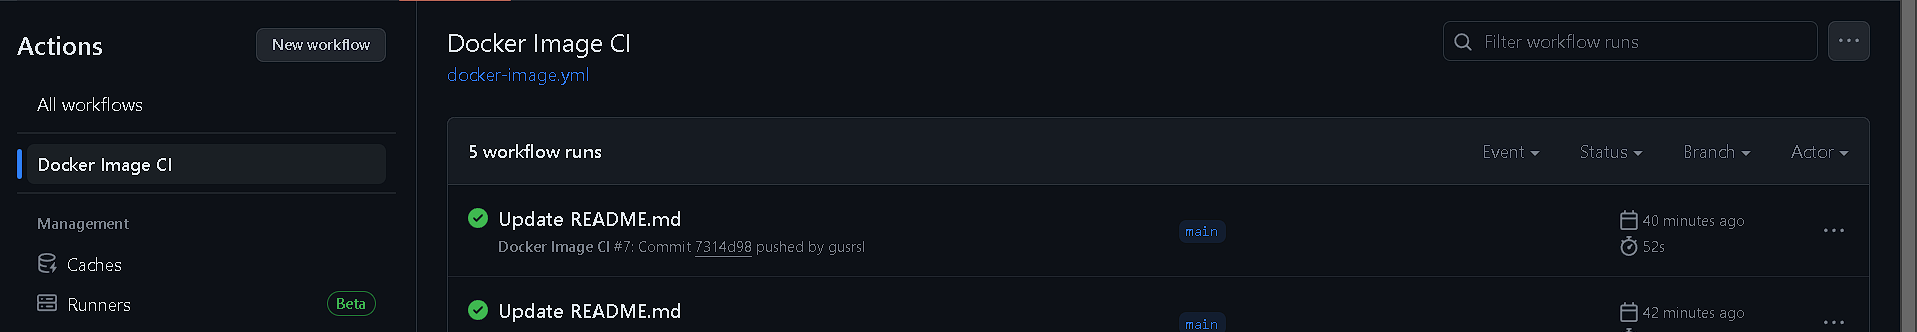 Actions
New workflow
All workflows
Docker Image CI
Management
Caches
Runners
Beta
Docker Image CI
docker-image.yml
Filter workflow runs
5 workflow runs
Event
Status
Branch
Actor
Update README.md
Docker Image CI #7: Commit 7314d98 pushed by gusrsl
main
40 minutes ago
52s
Update README.md
main
42 minutes ago